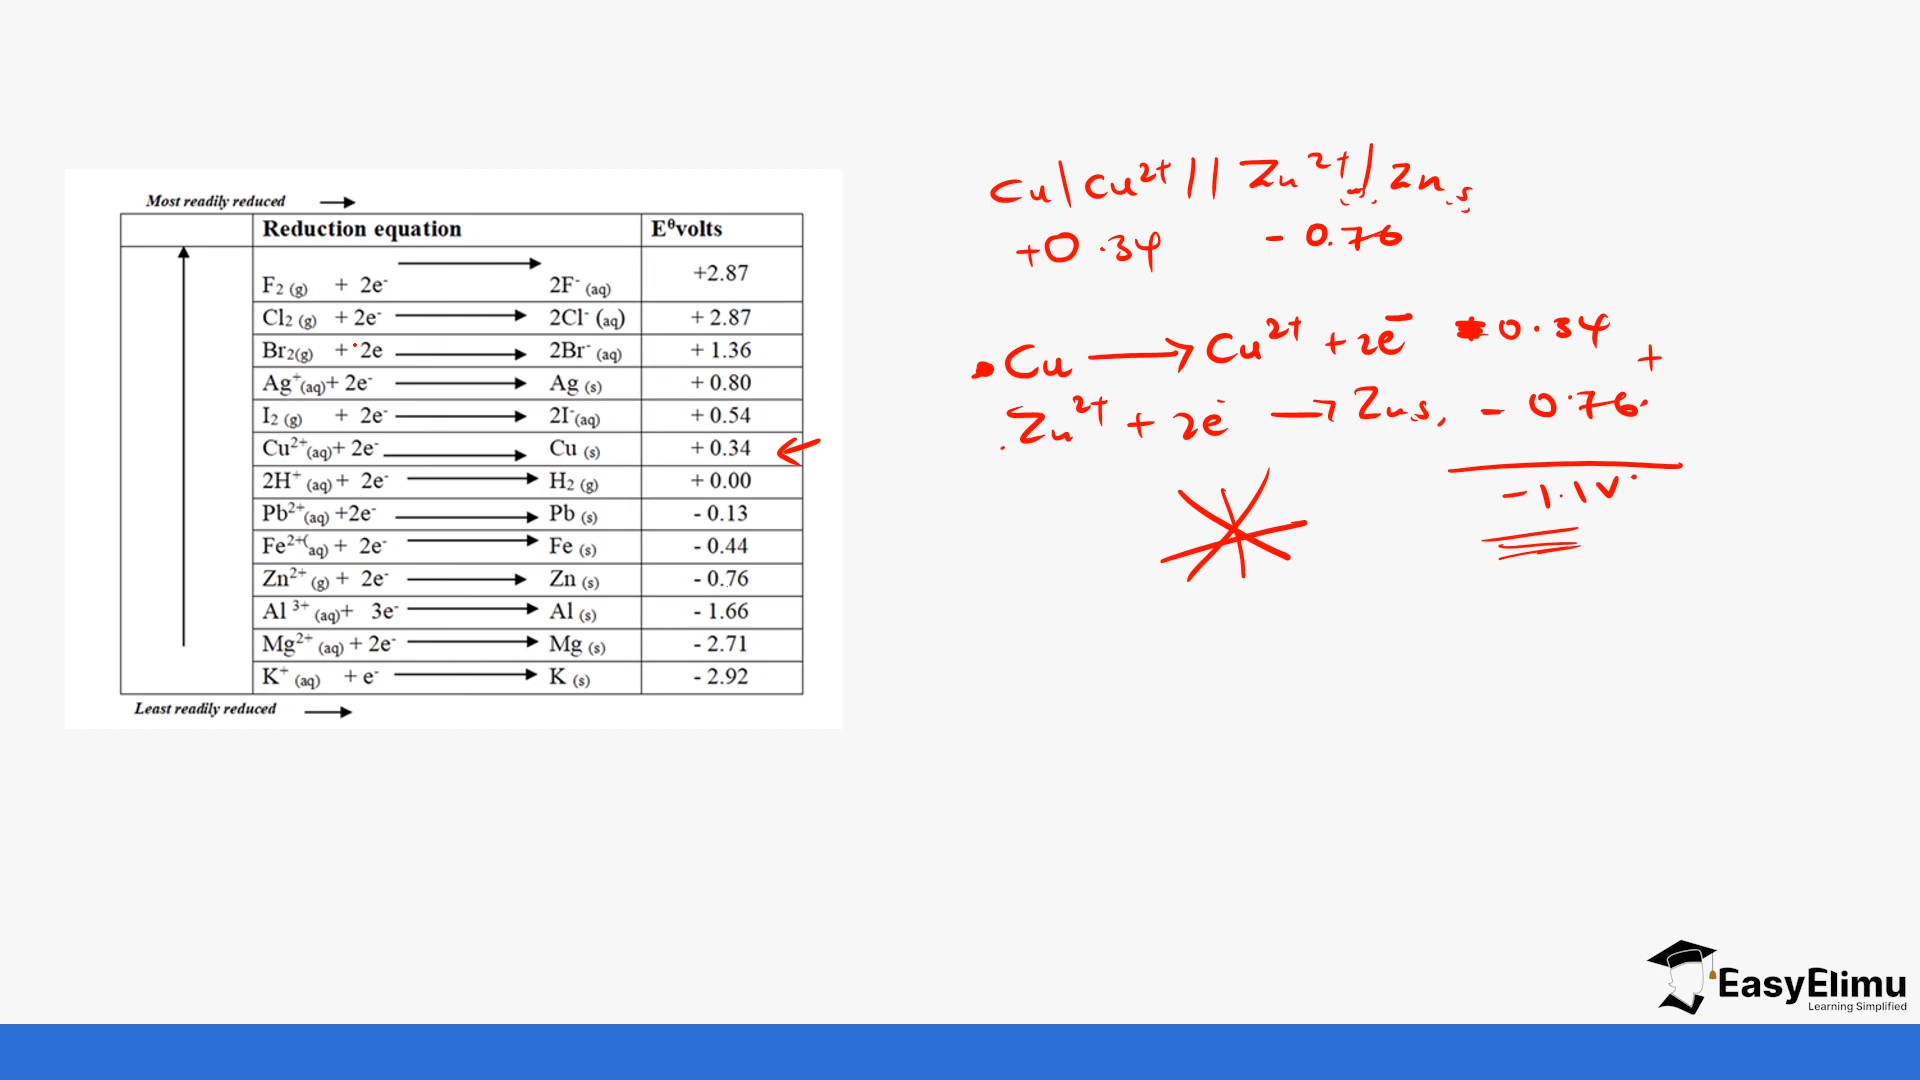 Most readily reduced
Reduction equation E⁰volts
F₂ (g) + 2e⁻ → 2F⁻ (aq) +2.87
Cl₂ (g) + 2e⁻ → 2Cl⁻ (aq) + 2.87
Br₂(g) + 2e → 2Br⁻ (aq) + 1.36
Ag⁺(aq)+ 2e⁻ → Ag (s) + 0.80
I₂ (g) + 2e⁻ → 2I⁻(aq) + 0.54
Cu²⁺(aq)+ 2e⁻ → Cu (s) + 0.34
2H⁺ (aq) + 2e⁻ → H₂ (g) + 0.00
Pb²⁺(aq) +2e⁻ → Pb (s) - 0.13
Fe²⁺(aq) + 2e⁻ → Fe (s) - 0.44
Zn²⁺ (g) + 2e⁻ → Zn (s) - 0.76
Al ³⁺ (aq)+ 3e⁻ → Al (s) - 1.66
Mg²⁺ (aq) + 2e⁻ → Mg (s) - 2.71
K⁺ (aq) + e⁻ → K (s) - 2.92
Least readily reduced
Cu | Cu²⁺ || Zn²⁺ | Zn s
+0.34 - 0.76
Cu → Cu²⁺ + 2e⁻ 0.34 +
Zn²⁺ + 2e⁻ → Zn s, - 0.76
-1.1V
EasyElimu
Learning Simplified